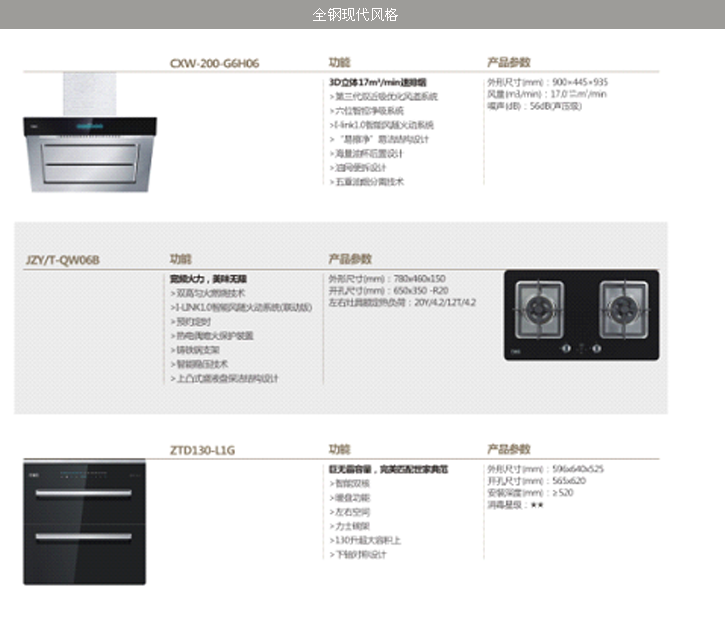 全钢现代风格
CXW-200-G6H06
功能
产品参数
3D立体17m³/min速排烟
>第三代双近吸优化风道系统
>六位智控净吸系统
>I-link1.0智能风随火动系统
>“易擦净”易洁结构设计
>海量油杯后置设计
>油网便拆设计
>五重油烟分离技术
外形尺寸(mm)：900×445×935
风量(m3/min)：17.0
噪声(dB)：56dB(声压级)
JZY/T-QW06B
功能
产品参数
宽频火力，美味无限
>双高匀火燃烧技术
>I-LINK1.0智能风随火动系统(联动版)
>预约定时
>热电偶熄火保护装置
>铸铁锅支架
>智能稳压技术
>上凸式盛液盘保洁结构设计
外形尺寸(mm)：780x460x150
开孔尺寸(mm)：650x350 -R20
左右灶具额定热负荷：20Y/4.2/12T/4.2
ZTD130-L1G
功能
产品参数
巨无霸容量，完美匹配世家典范
>智能双核
>暖盘功能
>左右空间
>力士碗架
>130升超大容积上
>下轴对称设计
外形尺寸(mm)：596x640x525
开孔尺寸(mm)：565x620
安装深度(mm)：≥520
消毒星级：★★